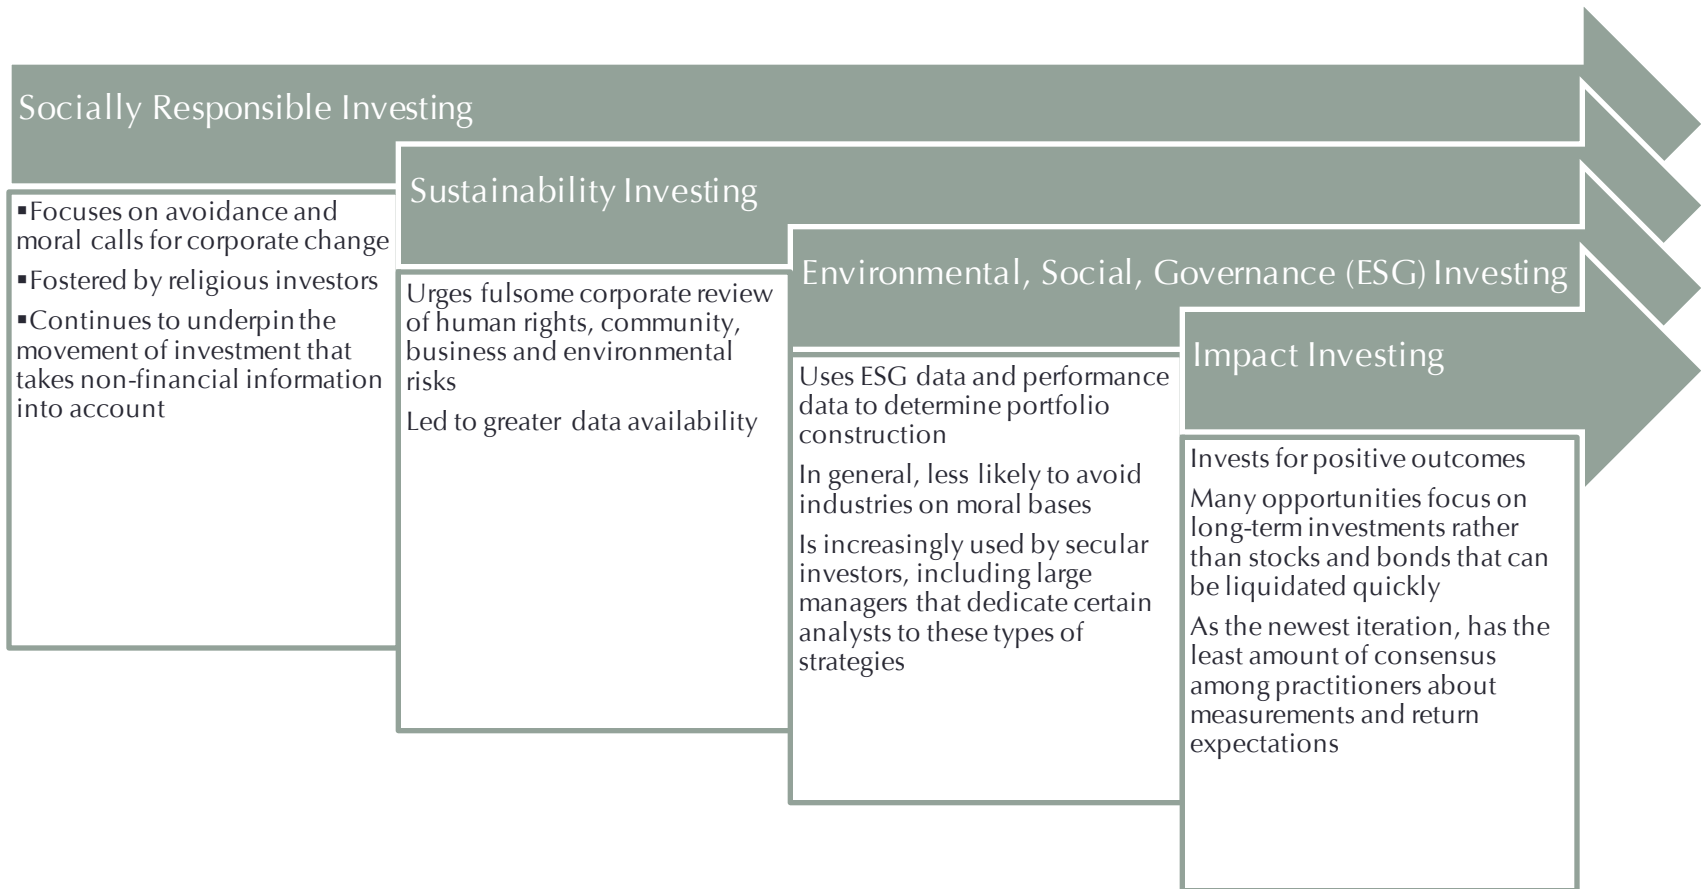 Socially Responsible Investing
▪Focuses on avoidance and
moral calls for corporate change
▪Fostered by religious investors
▪Continues to underpin the
movement of investment that
takes non-financial information
into account
Sustainability Investing
Urges fulsome corporate review
of human rights, community,
business and environmental
risks
Led to greater data availability
Environmental, Social, Governance (ESG) Investing
Uses ESG data and performance
data to determine portfolio
construction
In general, less likely to avoid
industries on moral bases
Is increasingly used by secular
investors, including large
managers that dedicate certain
analysts to these types of
strategies
Impact Investing
Invests for positive outcomes
Many opportunities focus on
long-term investments rather
than stocks and bonds that can
be liquidated quickly
As the newest iteration, has the
least amount of consensus
among practitioners about
measurements and return
expectations